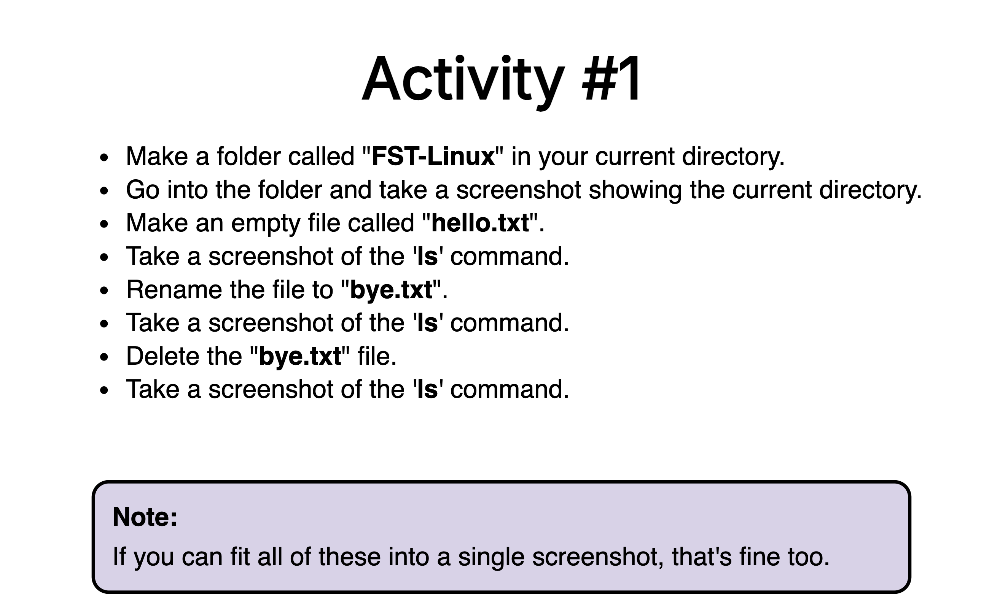 Activity #1
• Make a folder called "FST-Linux" in your current directory.
• Go into the folder and take a screenshot showing the current directory.
• Make an empty file called "hello.txt".
• Take a screenshot of the 'ls' command.
• Rename the file to "bye.txt".
• Take a screenshot of the 'ls' command.
• Delete the "bye.txt" file.
• Take a screenshot of the 'ls' command.
Note:
If you can fit all of these into a single screenshot, that's fine too.